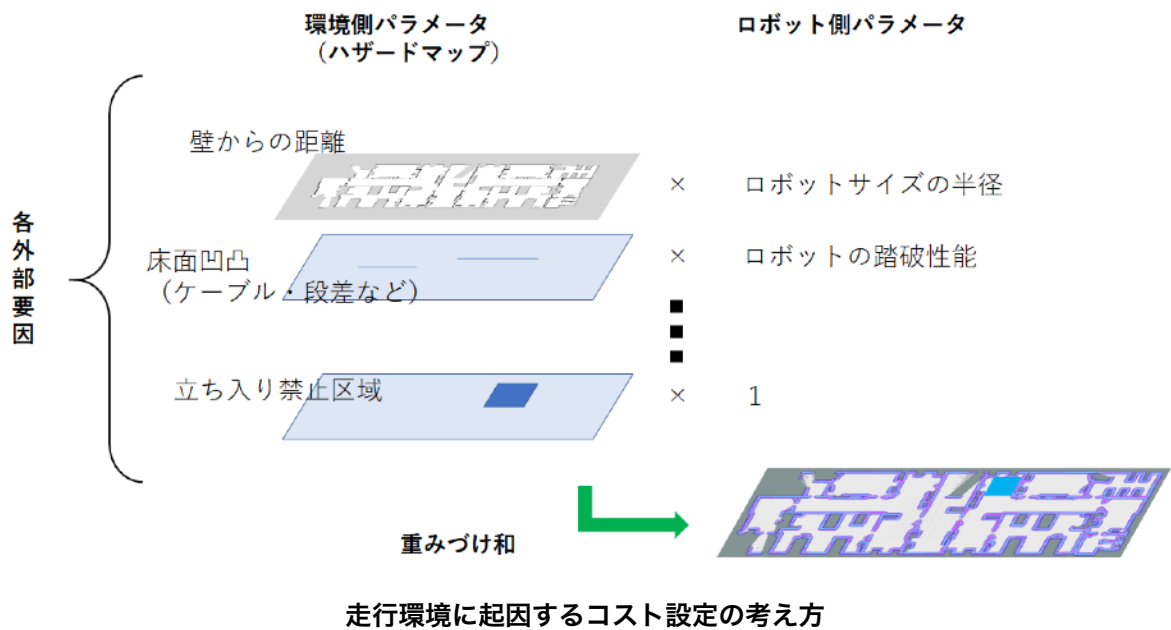 環境側パラメータ
（ハザードマップ）
ロボット側パラメータ
各外部要因
壁からの距離
× ロボットサイズの半径
床面凹凸
（ケーブル・段差など）
× ロボットの踏破性能
立ち入り禁止区域
× 1
重みづけ和
走行環境に起因するコスト設定の考え方